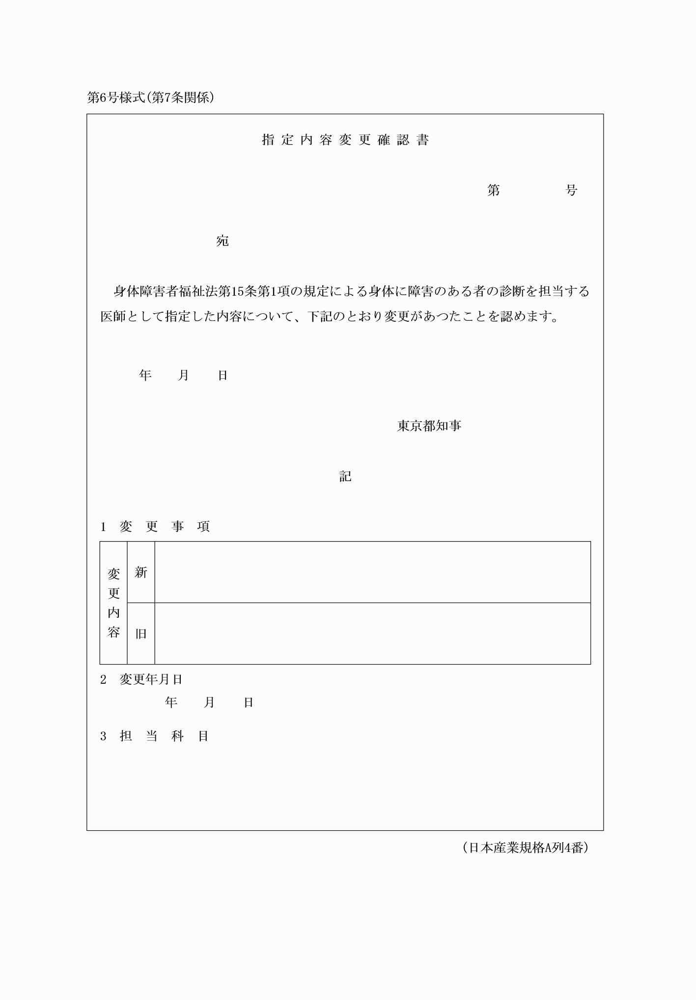 第6号様式(第7条関係)
指定内容変更確認書
第　　　　　号
宛
身体障害者福祉法第15条第1項の規定による身体に障害のある者の診断を担当する
医師として指定した内容について、下記のとおり変更があつたことを認めます。
年　　月　　日
東京都知事
記
1　変　更　事　項
変更内容
新
旧
2　変更年月日
年　　月　　日
3　担　当　科　目
(日本産業規格A列4番)